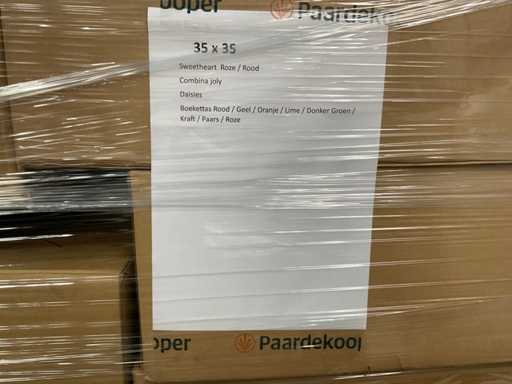 ooper Paardekoo
35 x 35
Sweetheart Roze / Rood
Combina joly
Daisies
Boekettas Rood / Geel / Oranje / Lime / Donker Groen /
Kraft / Paars / Roze
oper Paardekoop